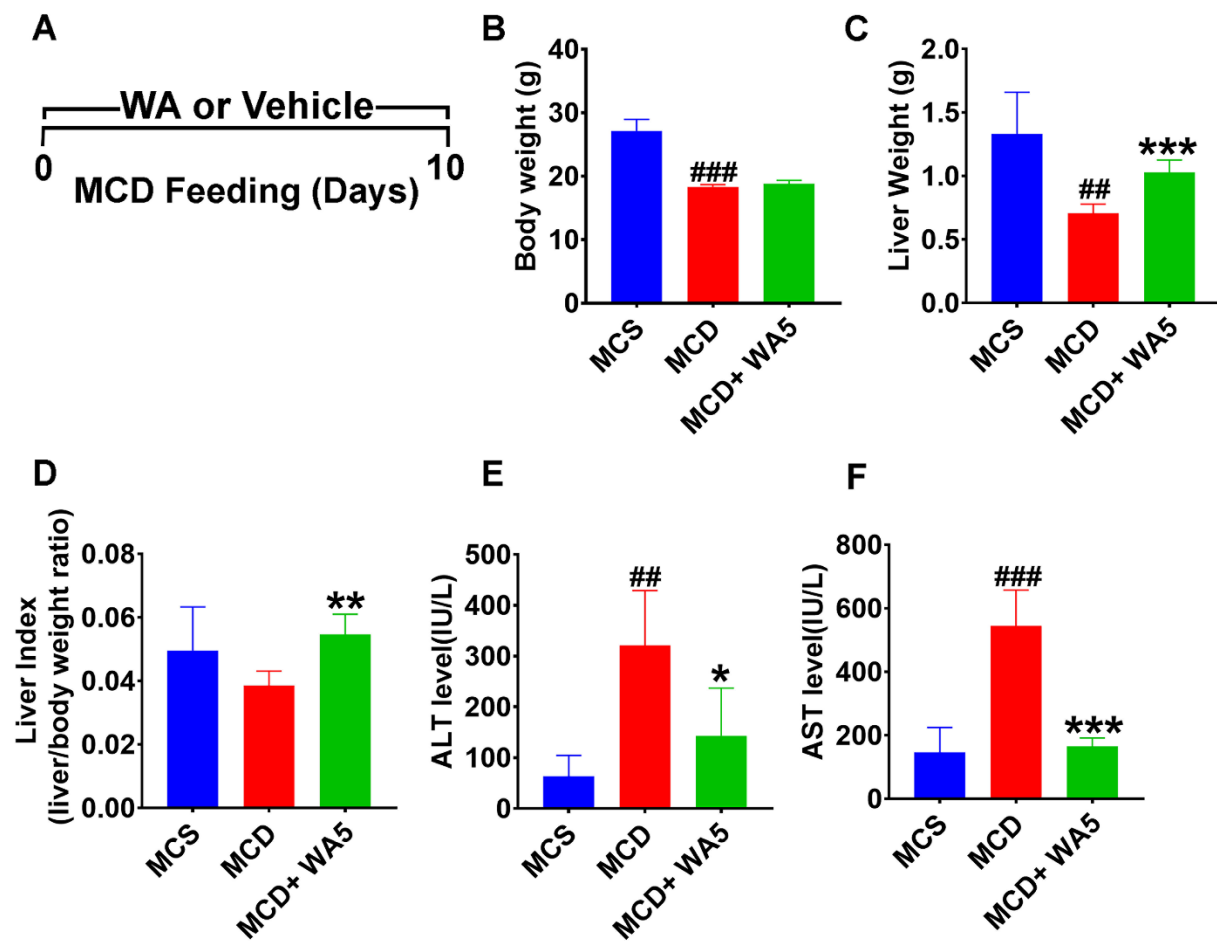 A
WA or Vehicle
0
10
MCD Feeding (Days)
B
Body weight (g)
40
30
20
10
0
###
MCS
MCD
MCD+ WA5
C
Liver Weight (g)
2.0
1.5
1.0
0.5
0.0
##
***
MCS
MCD
MCD+ WA5
D
Liver Index
(liver/body weight ratio)
0.08
0.06
0.04
0.02
0.00
**
MCS
MCD
MCD+ WA5
E
ALT level(IU/L)
500
400
300
200
100
0
##
*
MCS
MCD
MCD+ WA5
F
AST level(IU/L)
800
600
400
200
0
###
***
MCS
MCD
MCD+ WA5